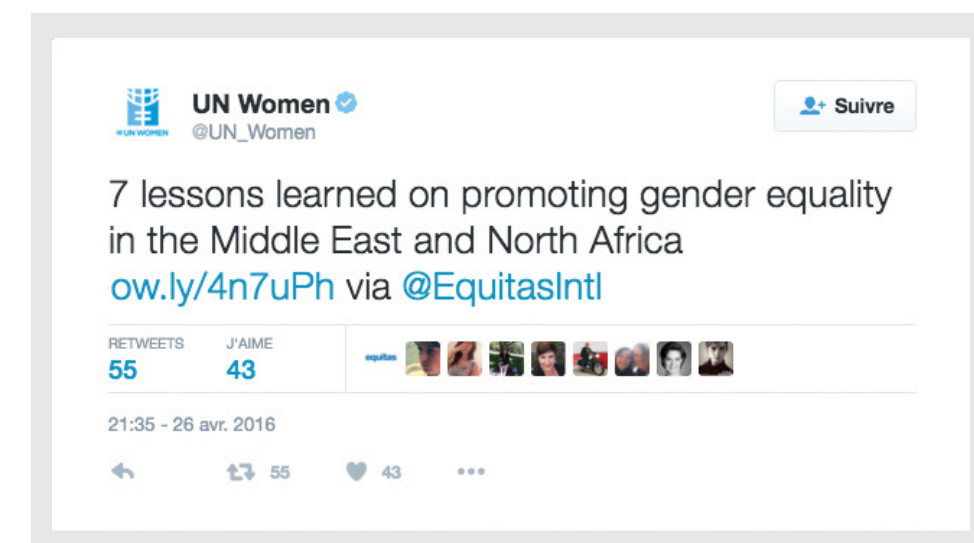 UN Women
@UN_Women
Suivre
7 lessons learned on promoting gender equality
in the Middle East and North Africa
ow.ly/4n7uPh via @EquitasIntl
RETWEETS J'AIME
55 43
equitas
21:35 - 26 avr. 2016
55 43
UN WOMEN